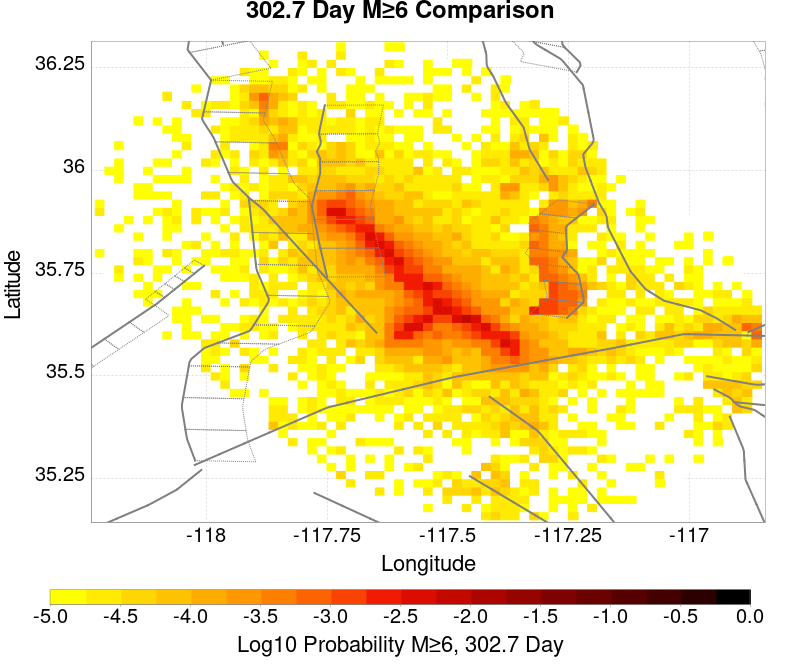 302.7 Day M≥6 Comparison
36.25
36
35.75
35.5
35.25
Latitude
-118 -117.75 -117.5 -117.25 -117
Longitude
-5.0 -4.5 -4.0 -3.5 -3.0 -2.5 -2.0 -1.5 -1.0 -0.5 0.0
Log10 Probability M≥6, 302.7 Day